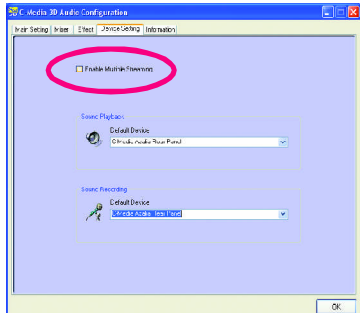 C-Media 3D Audio Configuration
Main Setting Mixer Effect Device Setting Information
Enable Multiple Streaming
Sound Playback
Default Device
C-Media Azalia Rear Panel
Sound Recording
Default Device
C-Media Azalia Rear Panel
OK